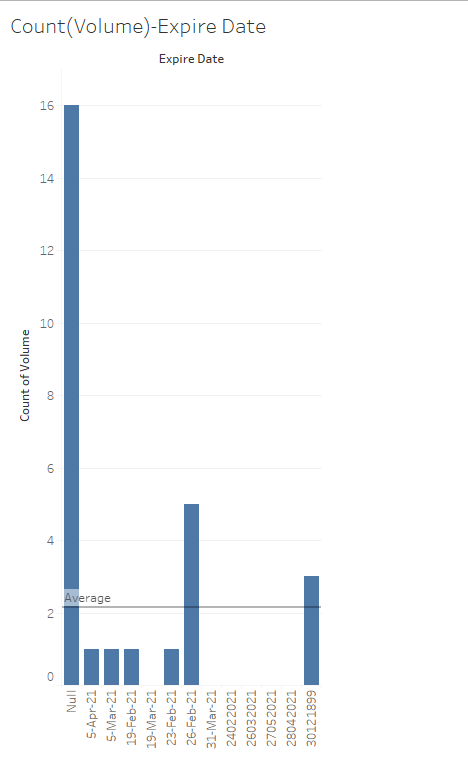 Count(Volume)-Expire Date
Expire Date
16
14
12
10
8
6
4
2
0
Count of Volume
Average
Null
5-Apr-21
5-Mar-21
19-Feb-21
19-Mar-21
23-Feb-21
26-Feb-21
31-Mar-21
24022021
26032021
27052021
28042021
30121899